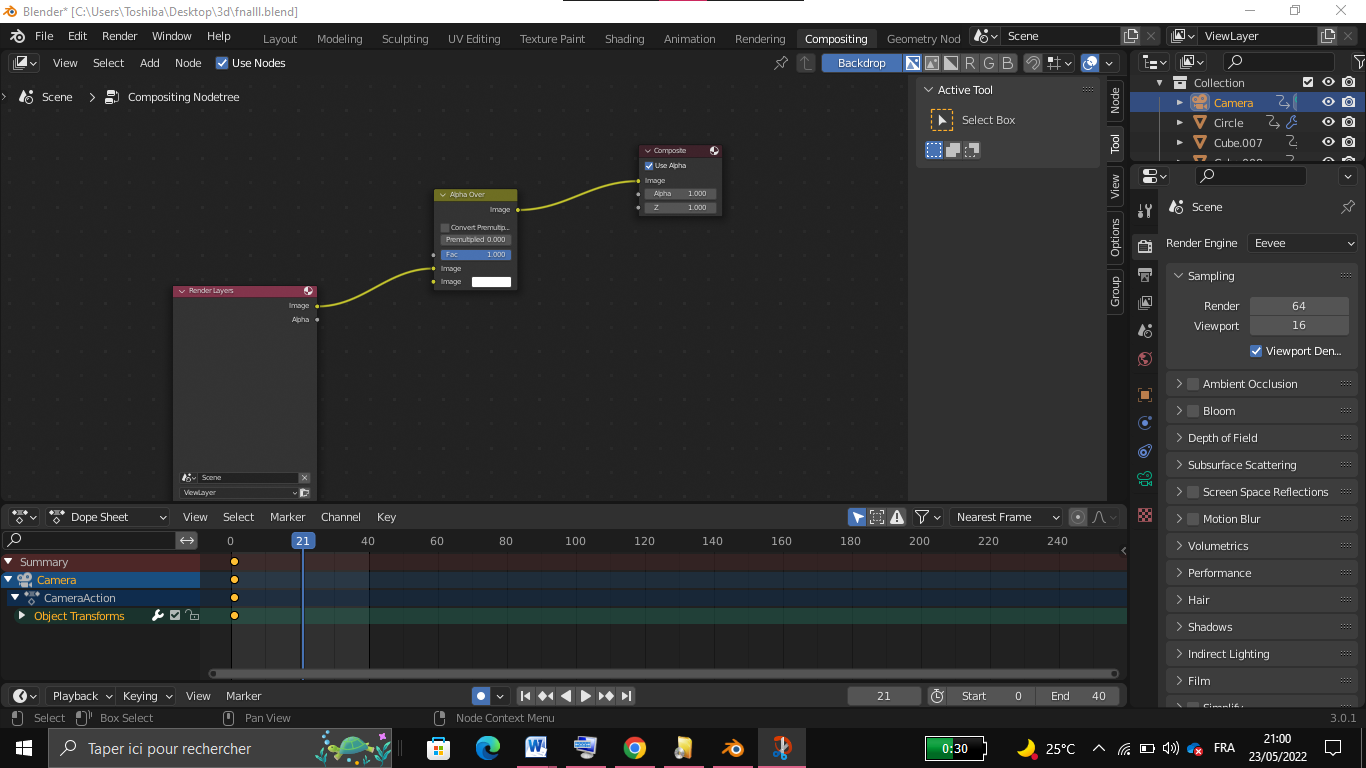 Blender* [C:\Users\Toshiba\Desktop\3d\fnalll.blend]
File Edit Render Window Help Layout Modeling Sculpting UV Editing Texture Paint Shading Animation Rendering Compositing Geometry Nod Scene ViewLayer
View Select Add Node Use Nodes Backdrop R G B
Scene > Compositing Nodetree
Active Tool
Select Box
Node
Tool
View
Options
Group
Collection
Camera
Circle
Cube.007
Scene
Render Engine Eevee
Sampling
Render 64
Viewport 16
Viewport Den...
Ambient Occlusion
Bloom
Depth of Field
Subsurface Scattering
Screen Space Reflections
Motion Blur
Volumetrics
Performance
Hair
Shadows
Indirect Lighting
Film
Composite
Use Alpha
Image
Alpha 1.000
Z 1.000
Alpha Over
Image
Convert Premultip...
Premultipled 0.000
Fac 1.000
Image
Image
Render Layers
Image
Alpha
Scene
ViewLayer
Dope Sheet View Select Marker Channel Key Nearest Frame
0 21 40 60 80 100 120 140 160 180 200 220 240
Summary
Camera
CameraAction
Object Transforms
Playback Keying View Marker 21 Start 0 End 40
Select Box Select Pan View Node Context Menu 3.0.1
Taper ici pour rechercher 0:30 25°C FRA 21:00
23/05/2022